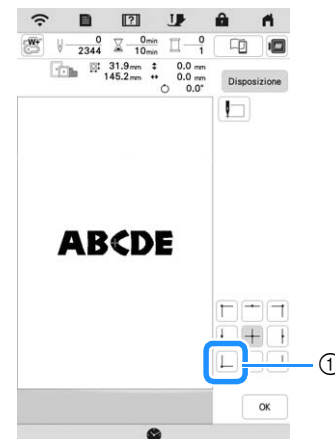 W+
0
2344
0min
10min
0
1
31.9mm
0.0 mm
145.2mm
0.0 mm
0.0°
Disposizione
ABCDE
①
OK